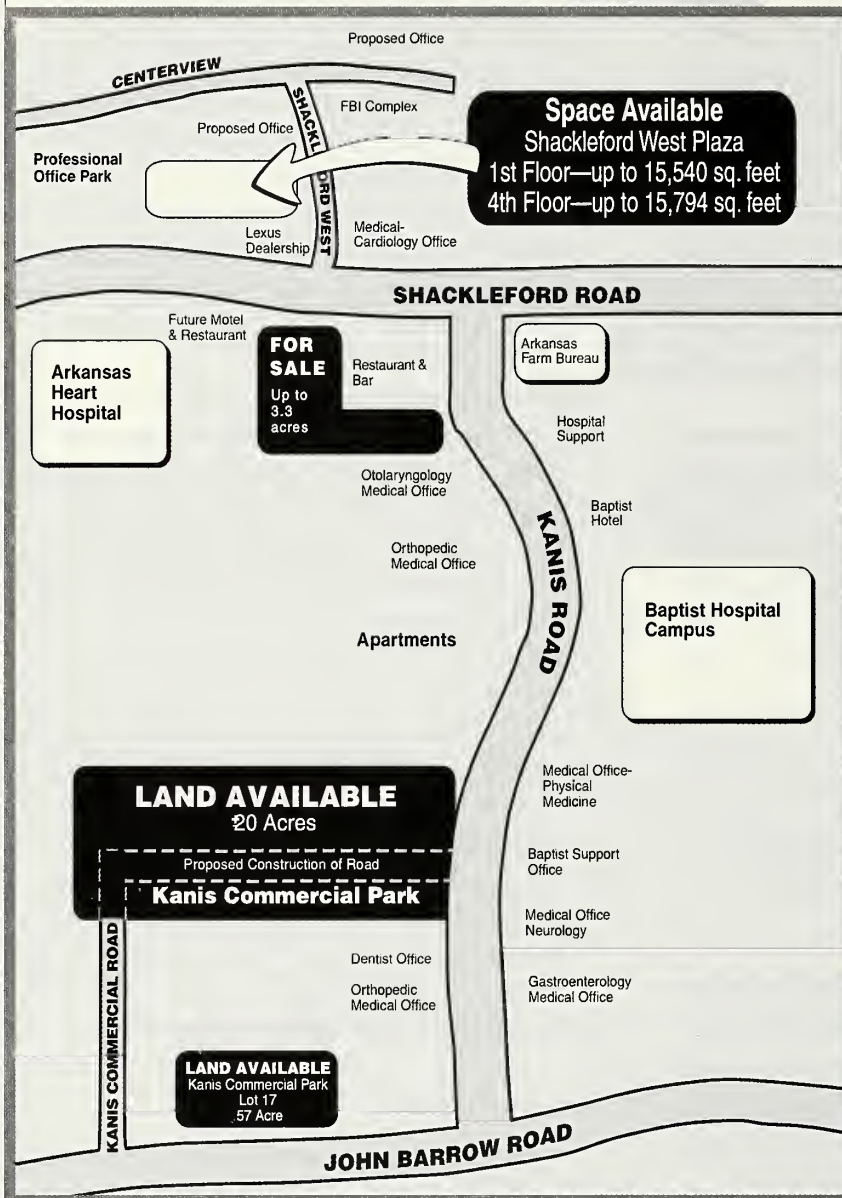 Proposed Office
CENTERVIEW
SHACKLEFORD WEST
FBI Complex
Proposed Office
Professional
Office Park
Space Available
Shackleford West Plaza
1st Floor—up to 15,540 sq. feet
4th Floor—up to 15,794 sq. feet
Lexus
Dealership
Medical-
Cardiology Office
SHACKLEFORD ROAD
Future Motel
& Restaurant
Arkansas
Heart
Hospital
FOR
SALE
Up to
3.3
acres
Restaurant &
Bar
Arkansas
Farm Bureau
Hospital
Support
Otolaryngology
Medical Office
Baptist
Hotel
Orthopedic
Medical Office
KANIS ROAD
Apartments
Baptist Hospital
Campus
LAND AVAILABLE
20 Acres
Proposed Construction of Road
Kanis Commercial Park
Medical Office-
Physical
Medicine
Baptist Support
Office
Medical Office
Neurology
KANIS COMMERCIAL ROAD
Dentist Office
Orthopedic
Medical Office
Gastroenterology
Medical Office
LAND AVAILABLE
Kanis Commercial Park
Lot 17
.57 Acre
JOHN BARROW ROAD